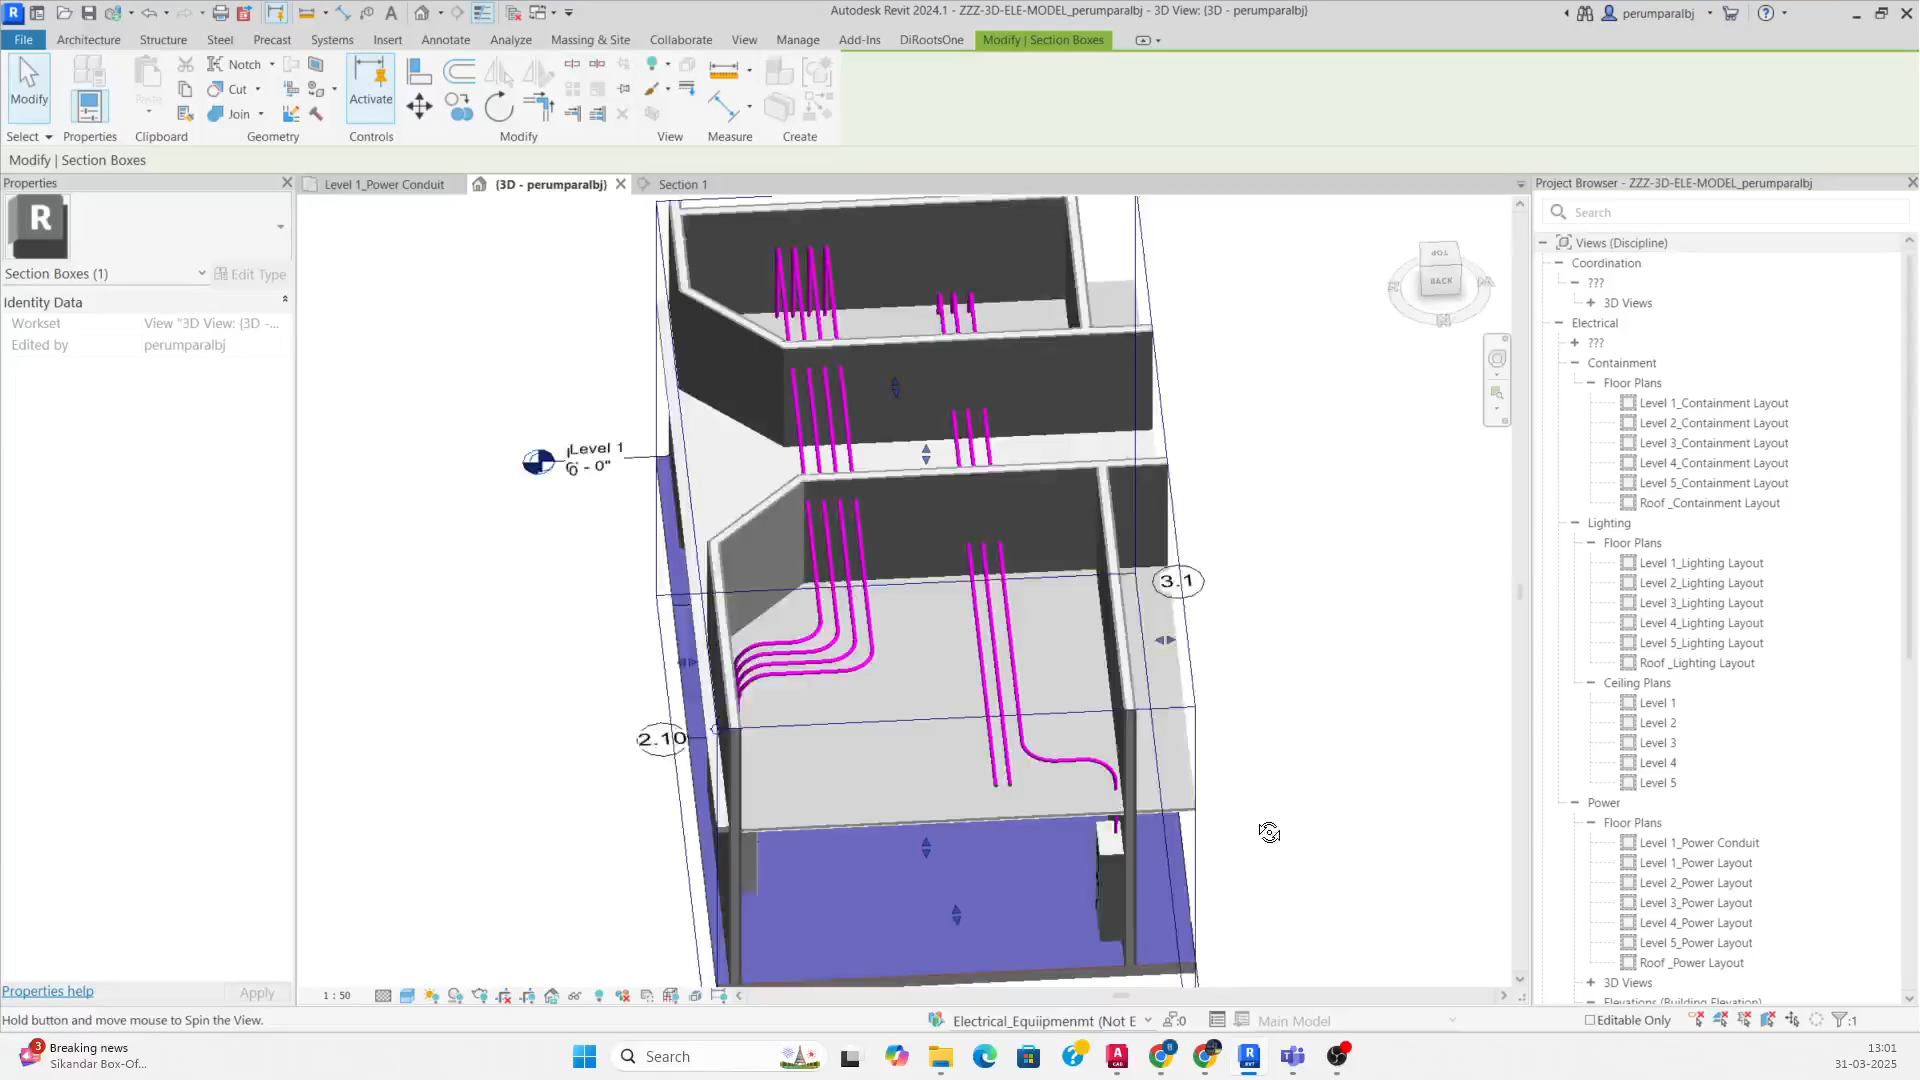 Autodesk Revit 2024.1 - ZZZ-3D-ELE-MODEL_perumparalbj - 3D View: {3D - perumparalbj}
perumparalbj
File
Architecture
Structure
Steel
Precast
Systems
Insert
Annotate
Analyze
Massing & Site
Collaborate
View
Manage
Add-Ins
DiRootsOne
Modify | Section Boxes
Modify
Paste
Notch
Cut
Join
Activate
Select
Properties
Clipboard
Geometry
Controls
Modify
View
Measure
Create
Modify | Section Boxes
Properties
R
Section Boxes (1)
Edit Type
Identity Data
Workset
View "3D View: {3D -...
Edited by
perumparalbj
Properties help
Apply
Level 1_Power Conduit
{3D - perumparalbj}
Section 1
Level 1
0' - 0"
3.1
2.10
TOP
BACK
1 : 50
Project Browser - ZZZ-3D-ELE-MODEL_perumparalbj
Search
Views (Discipline)
Coordination
???
3D Views
Electrical
???
Containment
Floor Plans
Level 1_Containment Layout
Level 2_Containment Layout
Level 3_Containment Layout
Level 4_Containment Layout
Level 5_Containment Layout
Roof _Containment Layout
Lighting
Floor Plans
Level 1_Lighting Layout
Level 2_Lighting Layout
Level 3_Lighting Layout
Level 4_Lighting Layout
Level 5_Lighting Layout
Roof _Lighting Layout
Ceiling Plans
Level 1
Level 2
Level 3
Level 4
Level 5
Power
Floor Plans
Level 1_Power Conduit
Level 1_Power Layout
Level 2_Power Layout
Level 3_Power Layout
Level 4_Power Layout
Level 5_Power Layout
Roof _Power Layout
3D Views
Elevations (Building Elevation)
Hold button and move mouse to Spin the View.
Electrical_Equiipmenmt (Not E
:0
Main Model
Editable Only
:1
3
Breaking news
Sikandar Box-Of...
Search
13:01
31-03-2025